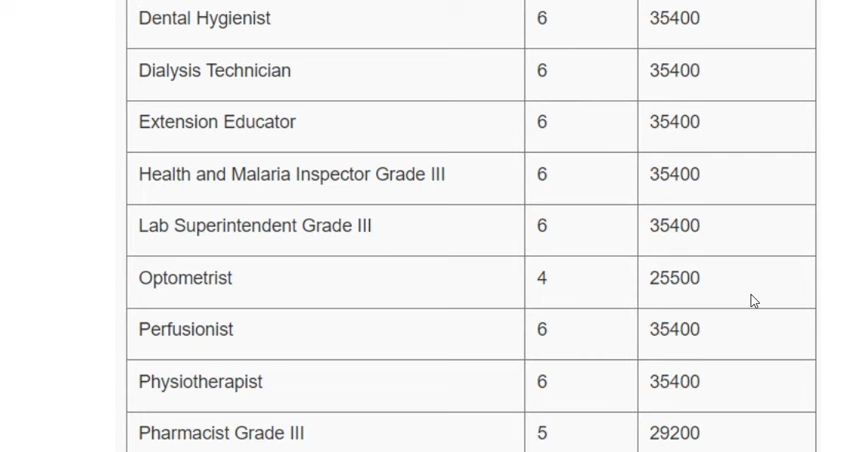 Dental Hygienist 6 35400
Dialysis Technician 6 35400
Extension Educator 6 35400
Health and Malaria Inspector Grade III 6 35400
Lab Superintendent Grade III 6 35400
Optometrist 4 25500
Perfusionist 6 35400
Physiotherapist 6 35400
Pharmacist Grade III 5 29200